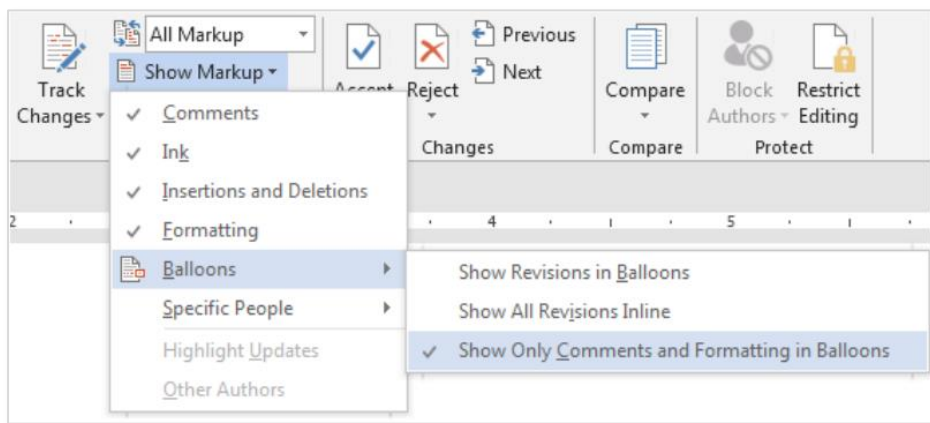 All Markup
Show Markup
Track
Changes
Accept
Reject
Previous
Next
Changes
Compare
Compare
Block
Authors
Restrict
Editing
Protect
Comments
Ink
Insertions and Deletions
Formatting
Balloons
Specific People
Highlight Updates
Other Authors
2
4
5
Show Revisions in Balloons
Show All Revisions Inline
Show Only Comments and Formatting in Balloons